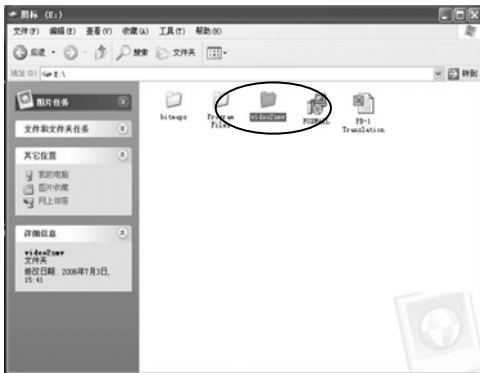 图标 (E:)
文件(F) 编辑(E) 查看(V) 收藏(A) 工具(T) 帮助(H)
后退 搜索 文件夹
地址(D) E:\ 转到
图片任务
文件和文件夹任务
其它位置
我的电脑
图片收藏
网上邻居
详细信息
video2smv
文件夹
修改日期: 2006年7月3日,
15:41
bitmaps
Program
Files
video2smv
FOXMAIL
Translation